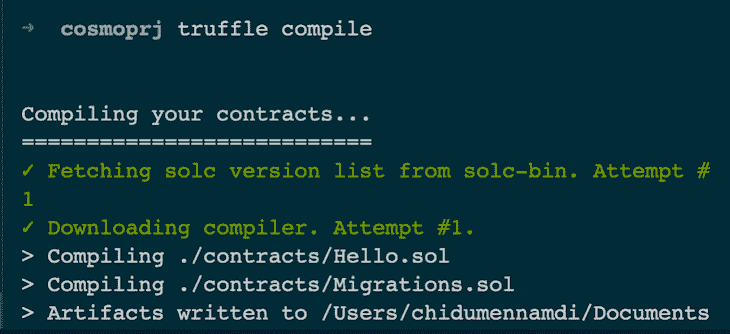 → cosmoprj truffle compile
Compiling your contracts...
===========================
✓ Fetching solc version list from solc-bin. Attempt #
1
✓ Downloading compiler. Attempt #1.
> Compiling ./contracts/Hello.sol
> Compiling ./contracts/Migrations.sol
> Artifacts written to /Users/chidumennamdi/Documents